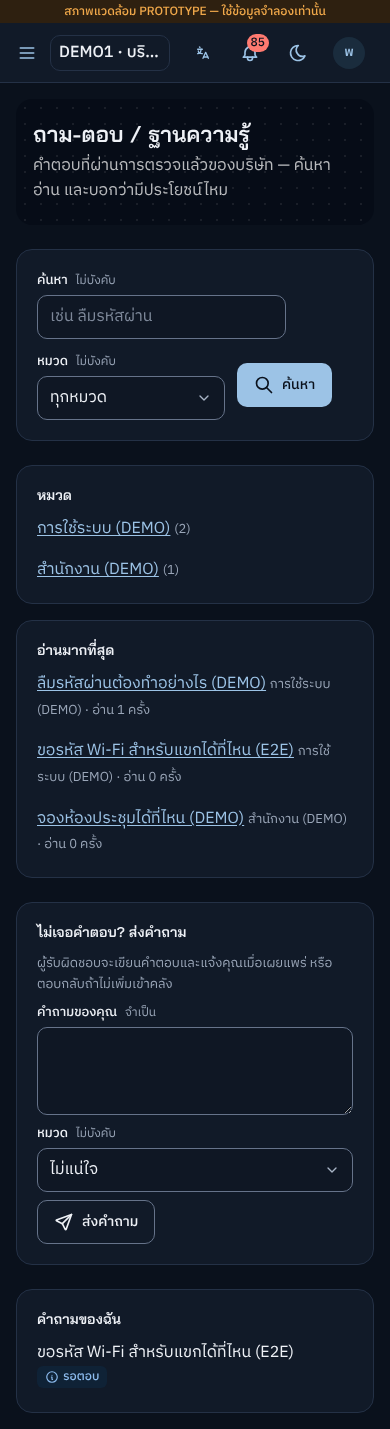 สภาพแวดล้อม PROTOTYPE — ใช้ข้อมูลจำลองเท่านั้น
DEMO1 · บริ...
85
พ
ถาม-ตอบ / ฐานความรู้
คำตอบที่ผ่านการตรวจแล้วของบริษัท — ค้นหา
อ่าน และบอกว่ามีประโยชน์ไหม
ค้นหา ไม่บังคับ
เช่น ลืมรหัสผ่าน
หมวด ไม่บังคับ
ทุกหมวด
ค้นหา
หมวด
การใช้ระบบ (DEMO) (2)
สำนักงาน (DEMO) (1)
อ่านมากที่สุด
ลืมรหัสผ่านต้องทำอย่างไร (DEMO) การใช้ระบบ
(DEMO) · อ่าน 1 ครั้ง
ขอรหัส Wi-Fi สำหรับแขกได้ที่ไหน (E2E) การใช้
ระบบ (DEMO) · อ่าน 0 ครั้ง
จองห้องประชุมได้ที่ไหน (DEMO) สำนักงาน (DEMO)
· อ่าน 0 ครั้ง
ไม่เจอคำตอบ? ส่งคำถาม
ผู้รับผิดชอบจะเขียนคำตอบและแจ้งคุณเมื่อเผยแพร่ หรือ
ตอบกลับถ้าไม่เพิ่มเข้าคลัง
คำถามของคุณ จำเป็น
หมวด ไม่บังคับ
ไม่แน่ใจ
ส่งคำถาม
คำถามของฉัน
ขอรหัส Wi-Fi สำหรับแขกได้ที่ไหน (E2E)
รอตอบ